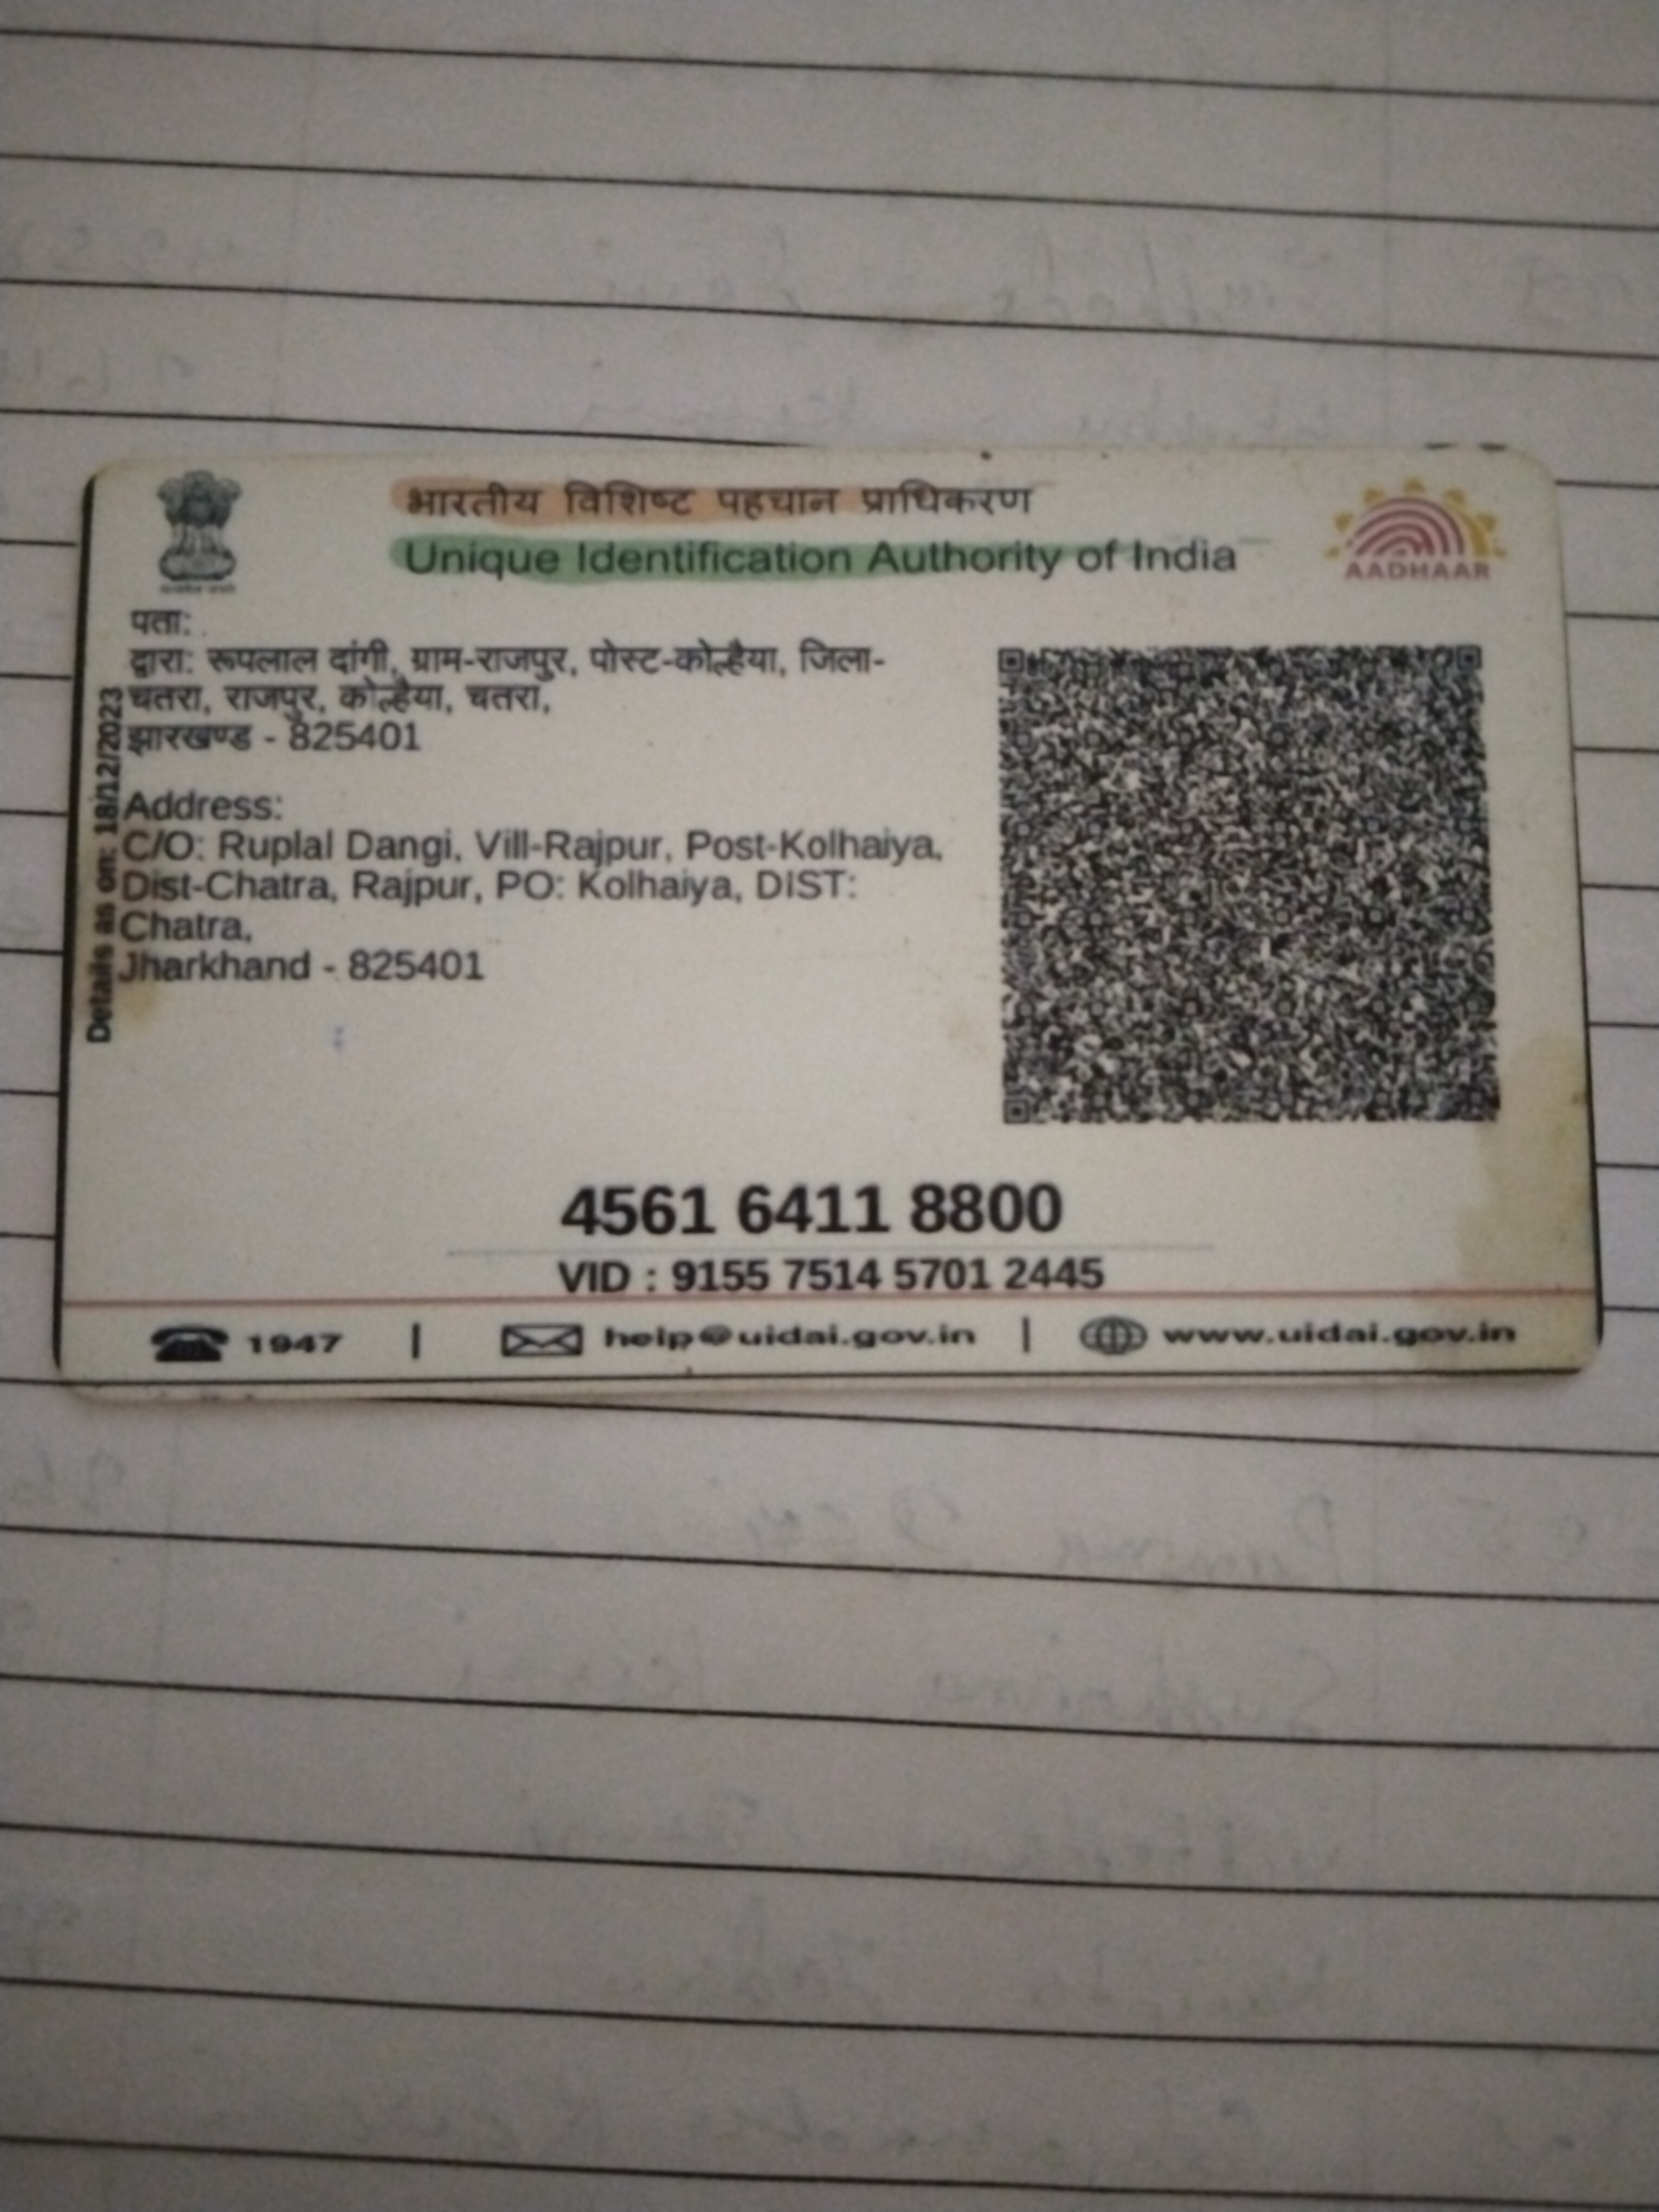 भारतीय विशिष्ट पहचान प्राधिकरण
Unique Identification Authority of India
AADHAAR
पता:
द्वारा: रूपलाल दांगी, ग्राम-राजपुर, पोस्ट-कोल्हैया, जिला-
चतरा, राजपुर, कोल्हैया, चतरा,
झारखण्ड - 825401
Address:
C/O: Ruplal Dangi, Vill-Rajpur, Post-Kolhaiya,
Dist-Chatra, Rajpur, PO: Kolhaiya, DIST:
Chatra,
Jharkhand - 825401
Details as on: 18/12/2023
4561 6411 8800
VID : 9155 7514 5701 2445
1947 | help@uidai.gov.in | www.uidai.gov.in